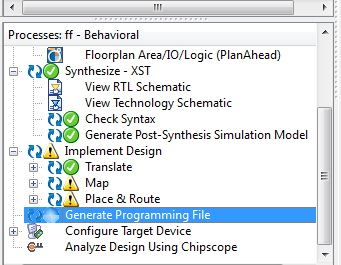 Processes: ff - Behavioral
Floorplan Area/IO/Logic (PlanAhead)
Synthesize - XST
View RTL Schematic
View Technology Schematic
Check Syntax
Generate Post-Synthesis Simulation Model
Implement Design
Translate
Map
Place & Route
Generate Programming File
Configure Target Device
Analyze Design Using Chipscope